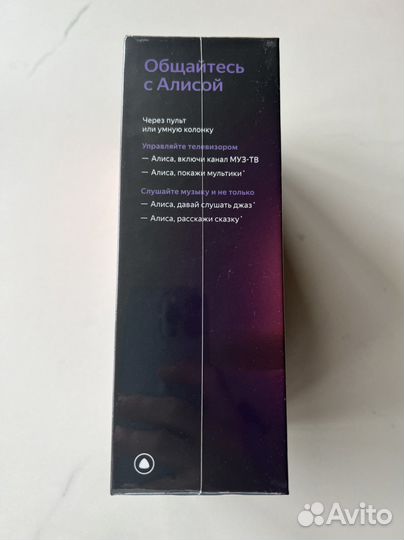 Общайтесь
с Алисой
Через пульт
или умную колонку
Управляйте телевизором
— Алиса, включи канал МУЗ-ТВ
— Алиса, покажи мультики*
Слушайте музыку и не только
— Алиса, давай слушать джаз*
— Алиса, расскажи сказку*
Avito